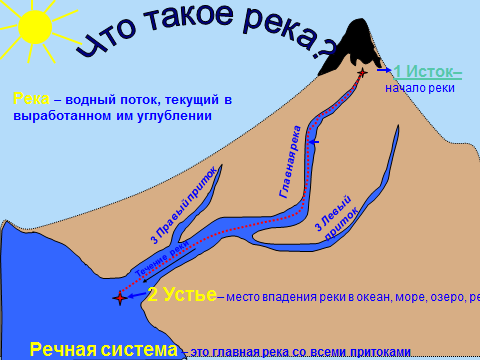 Что такое река?
1 Исток–
начало реки
Река – водный поток, текущий в
выработанном им углублении
Главная река
3 Правый приток
3 Левый
приток
Течение реки
2 Устье– место впадения реки в океан, море, озеро, ре
Речная система – это главная река со всеми притоками